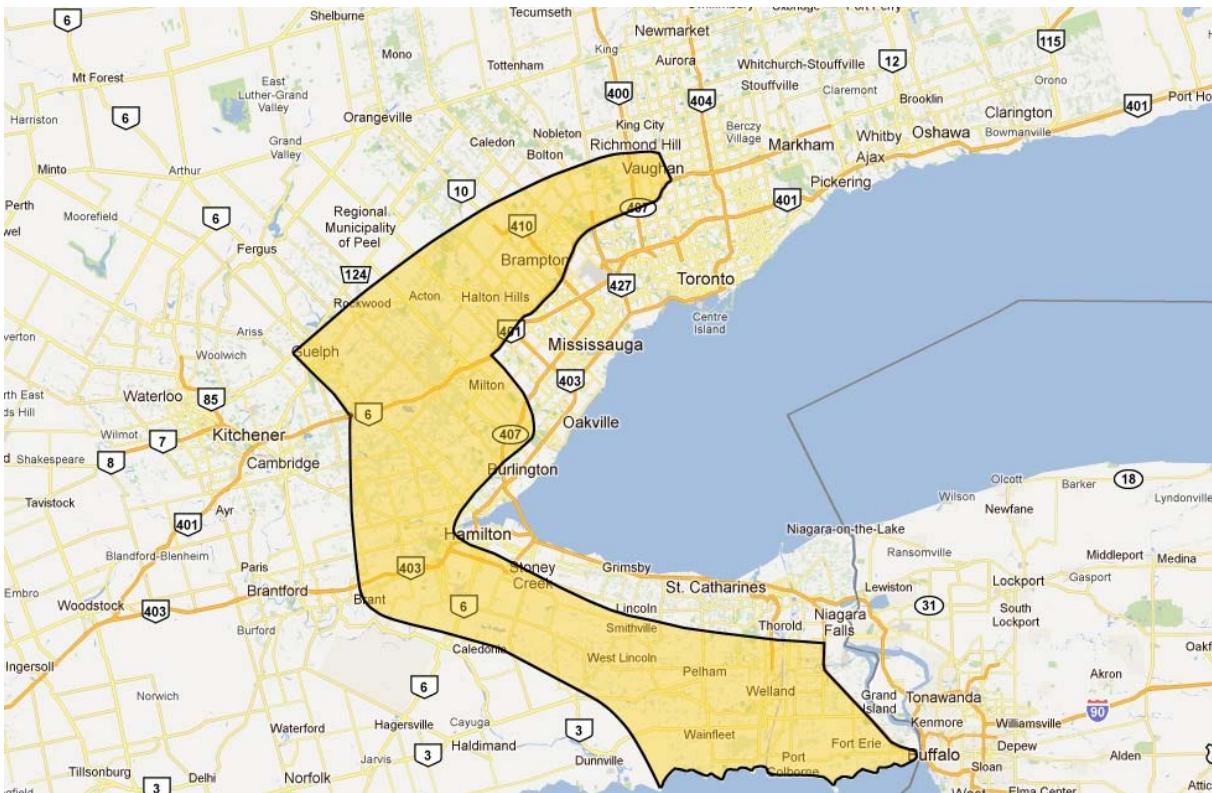 Shelburne
Tecumseth
6
Newmarket
King
Aurora
Whitchurch-Stouffville
115
Mono
Tottenham
12
Mt Forest
East
Luther-Grand
Valley
400
404
Stouffville
Claremont
Orono
Brooklin
Clarington
401
Port Ho
Harriston
6
Orangeville
Nobleton
King City
Berczy
Village
Whitby
Oshawa
Bowmanville
Grand
Valley
Caledon
Bolton
Richmond Hill
Markham
Ajax
Minto
Arthur
Vaughan
Pickering
10
401
Perth
Moorefield
6
Regional
Municipality
of Peel
410
407
wel
Fergus
Brampton
124
427
Toronto
Rockwood
Acton
Halton Hills
Centre
Island
Ariss
401
Woolwich
Guelph
Mississauga
Milton
403
Waterloo
85
6
Oakville
Wilmot
7
Kitchener
407
Shakespeare
8
Cambridge
Burlington
Olcott
Barker
18
Tavistock
Wilson
Newfane
Lyndonville
Ayr
401
Niagara-on-the-Lake
Hamilton
Blandford-Blenheim
Ransomville
Middleport
Medina
Paris
403
Stoney
Creek
Grimsby
St. Catharines
Lewiston
Lockport
Gasport
Embro
Brantford
Brant
31
Woodstock
403
6
Lincoln
South
Lockport
Burford
Smithville
Thorold
Niagara
Falls
Caledonia
West Lincoln
Pelham
Ingersoll
Akron
Welland
Grand
Island
Tonawanda
Norwich
6
90
Waterford
Hagersville
Cayuga
3
Wainfleet
Kenmore
Williamsville
Jarvis
3
Haldimand
Fort Erie
Buffalo
Depew
Alden
Dunnville
Port
Colborne
Sloan
Tillsonburg
Delhi
Norfolk
3
Elma Center
Attic